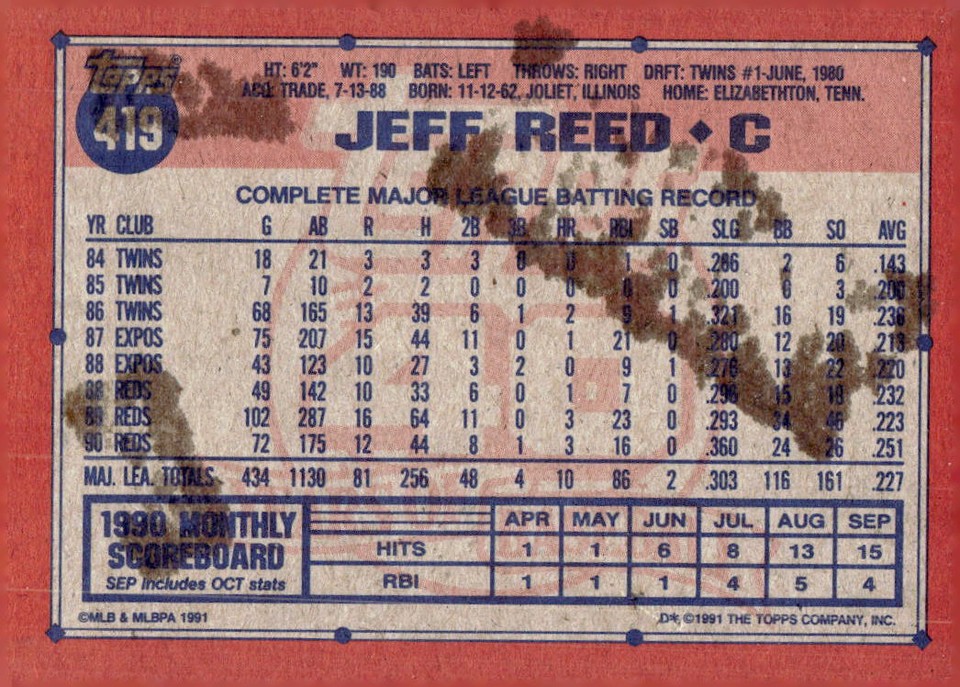 Topps
419
HT: 6'2" WT: 190 BATS: LEFT THROWS: RIGHT DRFT: TWINS #1-JUNE, 1980
ACQ: TRADE, 7-13-88 BORN: 11-12-62, JOLIET, ILLINOIS HOME: ELIZABETHTON, TENN.
JEFF REED ◆ C
COMPLETE MAJOR LEAGUE BATTING RECORD
YR CLUB G AB R H 2B 3B HR RBI SB SLG BB SO AVG
84 TWINS 18 21 3 3 3 0 0 1 0 .286 2 6 .143
85 TWINS 7 10 2 2 0 0 0 0 0 .200 0 3 .200
86 TWINS 68 165 13 39 6 1 2 9 1 .321 16 19 .236
87 EXPOS 75 207 15 44 11 0 1 21 0 .280 12 20 .213
88 EXPOS 43 123 10 27 3 2 0 9 1 .276 13 22 .220
88 REDS 49 142 10 33 6 0 1 7 0 .296 15 19 .232
89 REDS 102 287 16 64 11 0 3 23 0 .293 34 46 .223
90 REDS 72 175 12 44 8 1 3 16 0 .360 24 26 .251
MAJ. LEA. TOTALS 434 1130 81 256 48 4 10 86 2 .303 116 161 .227
1990 MONTHLY SCOREBOARD
SEP includes OCT stats
APR MAY JUN JUL AUG SEP
HITS 1 1 6 8 13 15
RBI 1 1 1 4 5 4
©MLB & MLBPA 1991
D* ©1991 THE TOPPS COMPANY, INC.